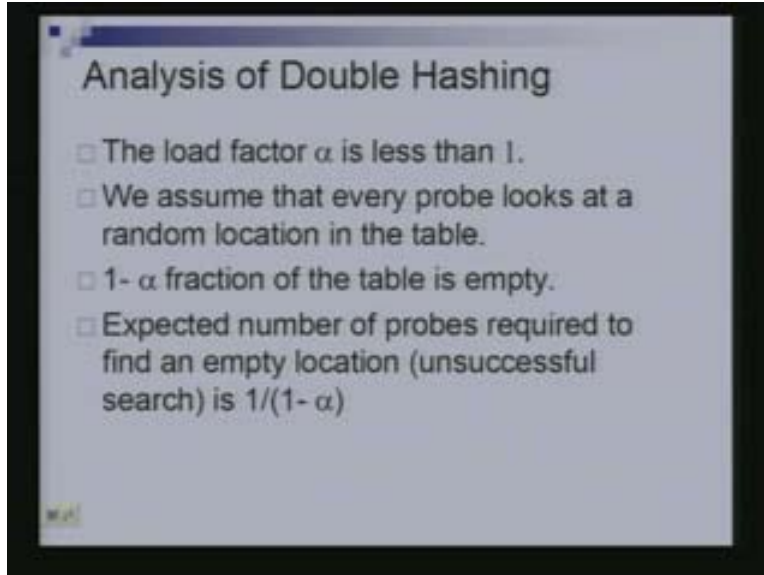 Analysis of Double Hashing
The load factor α is less than 1.
We assume that every probe looks at a
random location in the table.
1- α fraction of the table is empty.
Expected number of probes required to
find an empty location (unsuccessful
search) is 1/(1- α)